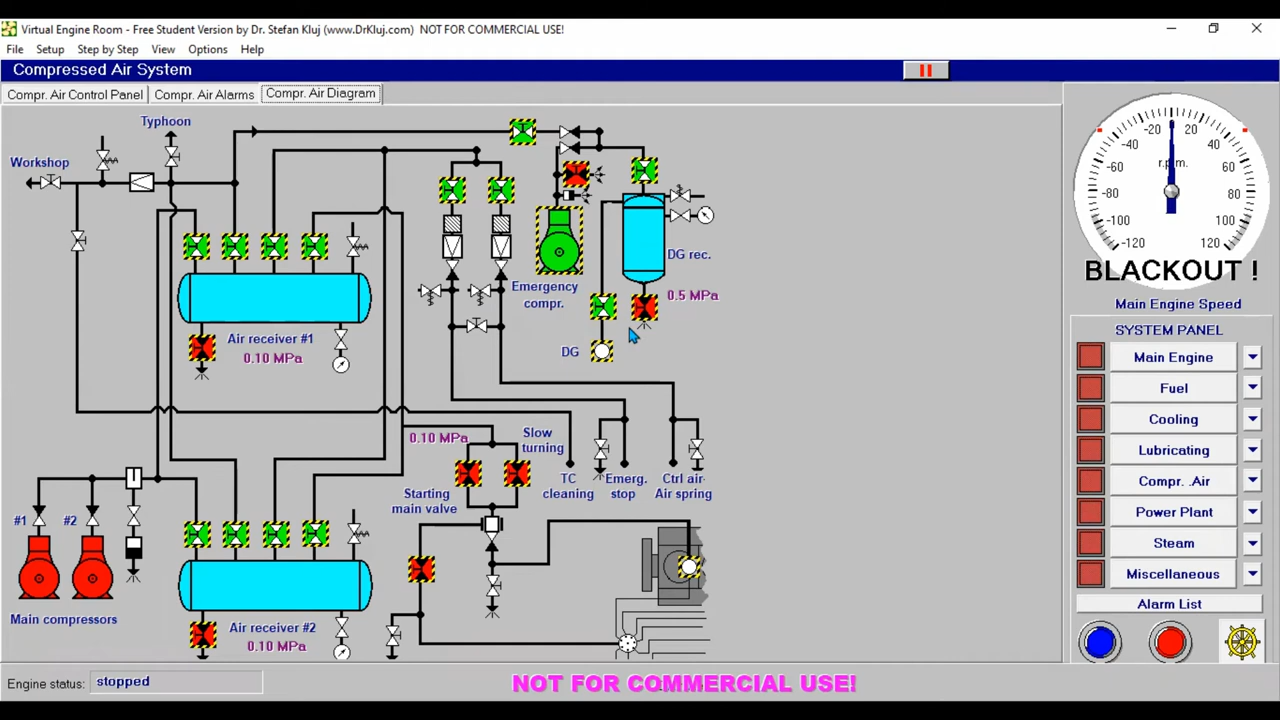 Virtual Engine Room - Free Student Version by Dr. Stefan Kluj (www.DrKluj.com)  NOT FOR COMMERCIAL USE!
File Setup Step by Step View Options Help
Compressed Air System
Compr. Air Control Panel Compr. Air Alarms Compr. Air Diagram
Typhoon
Workshop
DG rec.
Emergency
compr.
0.5 MPa
Air receiver #1
0.10 MPa
DG
0.10 MPa
Slow
turning
Starting
main valve
TC
cleaning
Emerg.
stop
Ctrl air-
Air spring
#1 #2
Main compressors
Air receiver #2
0.10 MPa
-20 20
-40 40
r.p.m.
-60 60
-80 80
-100 100
-120 120
BLACKOUT !
Main Engine Speed
SYSTEM PANEL
Main Engine
Fuel
Cooling
Lubricating
Compr. .Air
Power Plant
Steam
Miscellaneous
Alarm List
Engine status: stopped
NOT FOR COMMERCIAL USE!